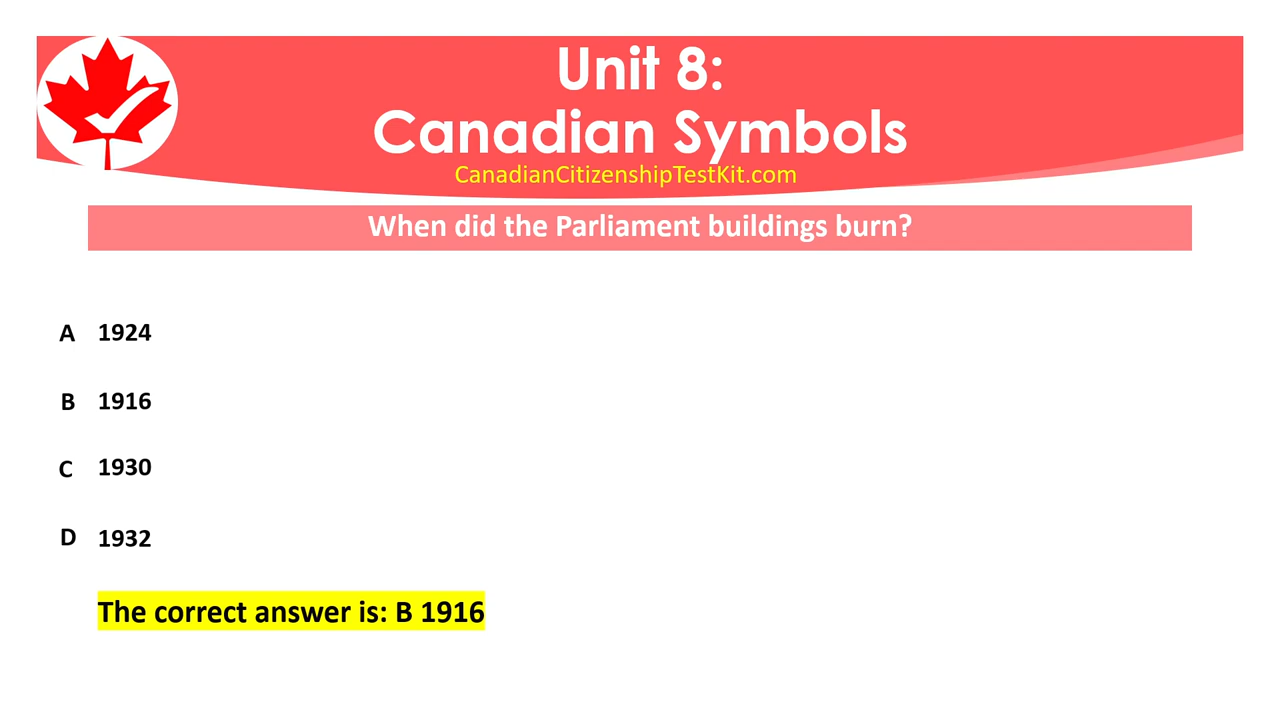 Unit 8:
Canadian Symbols
CanadianCitizenshipTestKit.com
When did the Parliament buildings burn?
A 1924
B 1916
C 1930
D 1932
The correct answer is: B 1916